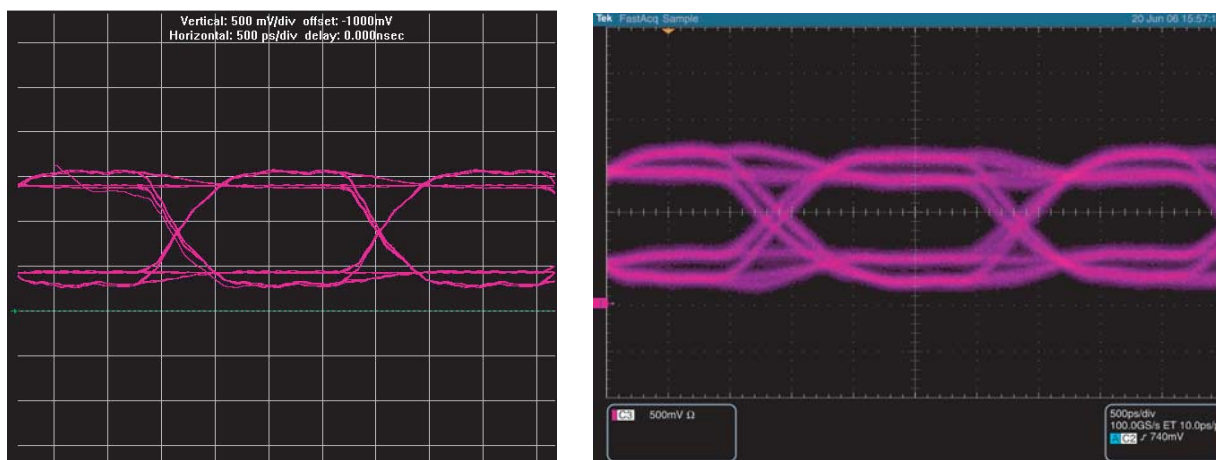 Vertical: 500 mV/div offset: -1000mV
Horizontal: 500 ps/div delay: 0.000nsec
Tek FastAcq Sample
20 Jun 06 15:57:1
C3 500mV Ω
500ps/div
100.0GS/s ET 10.0ps/p
A C2 ⌡ 740mV